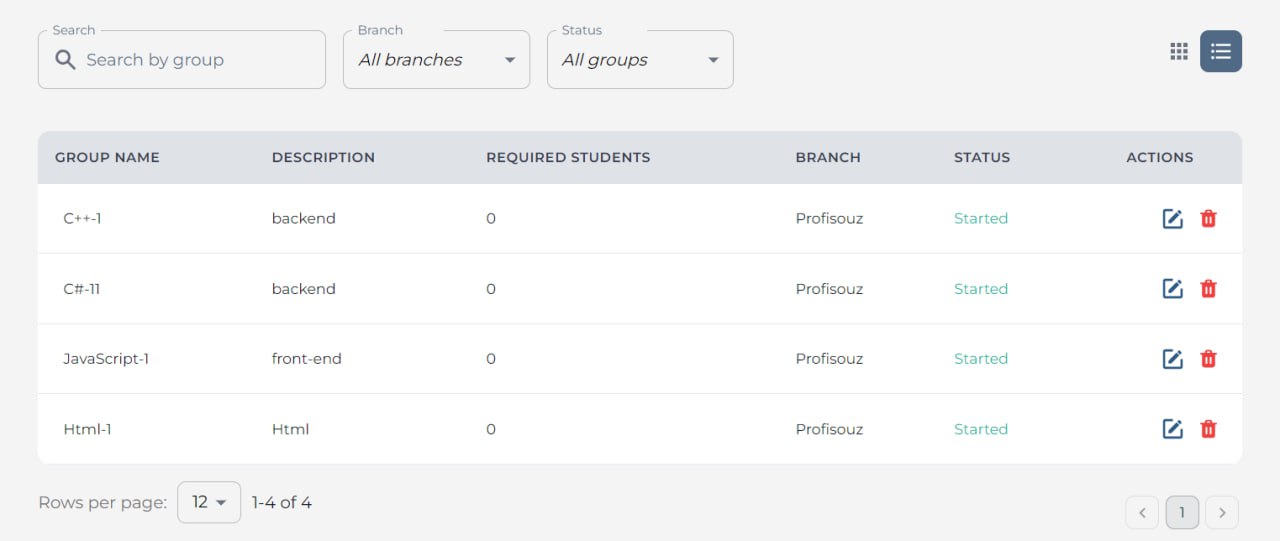 Search Branch Status
Search by group All branches All groups
GROUP NAME DESCRIPTION REQUIRED STUDENTS BRANCH STATUS ACTIONS
C++-1 backend 0 Profisouz Started
C#-11 backend 0 Profisouz Started
JavaScript-1 front-end 0 Profisouz Started
Html-1 Html 0 Profisouz Started
Rows per page: 12 1-4 of 4
1